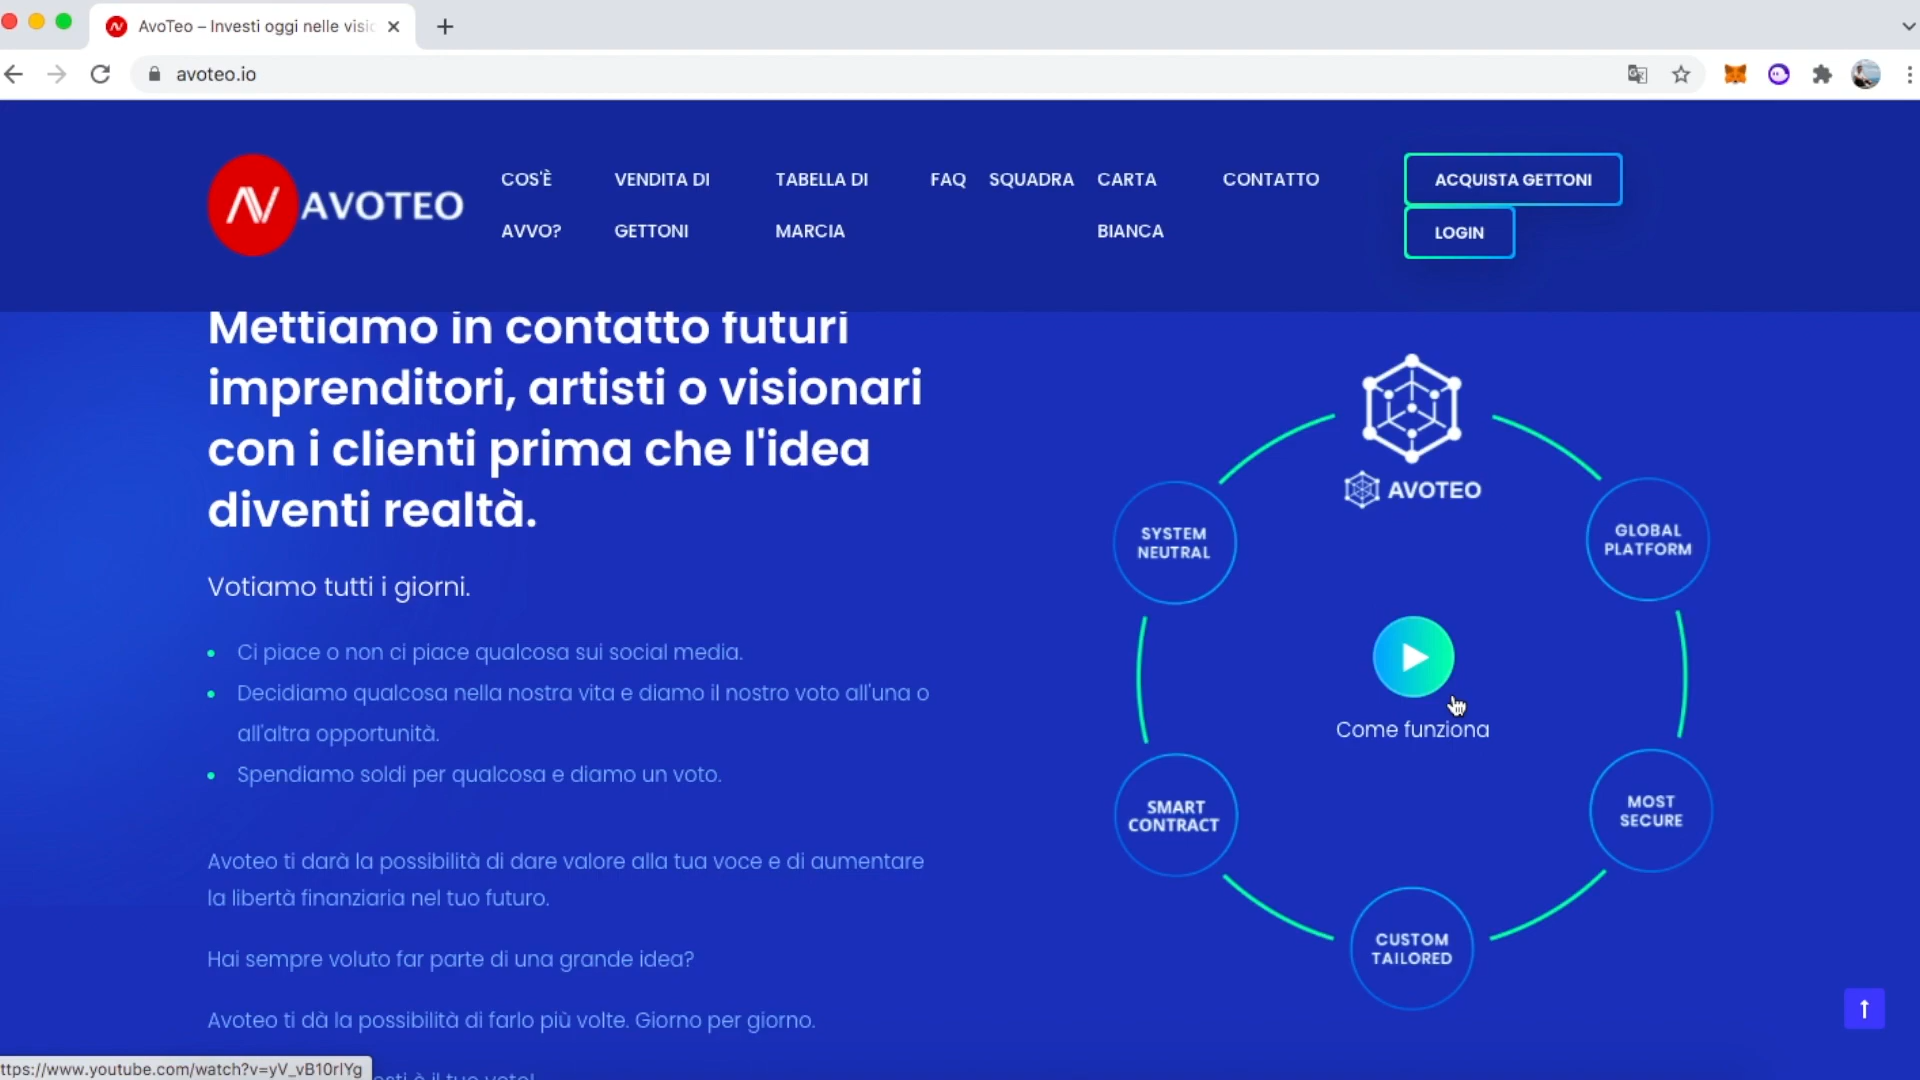 AvoTeo – Investi oggi nelle visi
avoteo.io
AVOTEO
COS'È AVVO?
VENDITA DI GETTONI
TABELLA DI MARCIA
FAQ
SQUADRA
CARTA BIANCA
CONTATTO
ACQUISTA GETTONI
LOGIN
Mettiamo in contatto futuri
imprenditori, artisti o visionari
con i clienti prima che l'idea
diventi realtà.
Votiamo tutti i giorni.
Ci piace o non ci piace qualcosa sui social media.
Decidiamo qualcosa nella nostra vita e diamo il nostro voto all'una o
all'altra opportunità.
Spendiamo soldi per qualcosa e diamo un voto.
Avoteo ti darà la possibilità di dare valore alla tua voce e di aumentare
la libertà finanziaria nel tuo futuro.
Hai sempre voluto far parte di una grande idea?
Avoteo ti dà la possibilità di farlo più volte. Giorno per giorno.
è il tuo voto!
AVOTEO
SYSTEM
NEUTRAL
GLOBAL
PLATFORM
Come funziona
SMART
CONTRACT
MOST
SECURE
CUSTOM
TAILORED
ttps://www.youtube.com/watch?v=yV_vB10rlYg